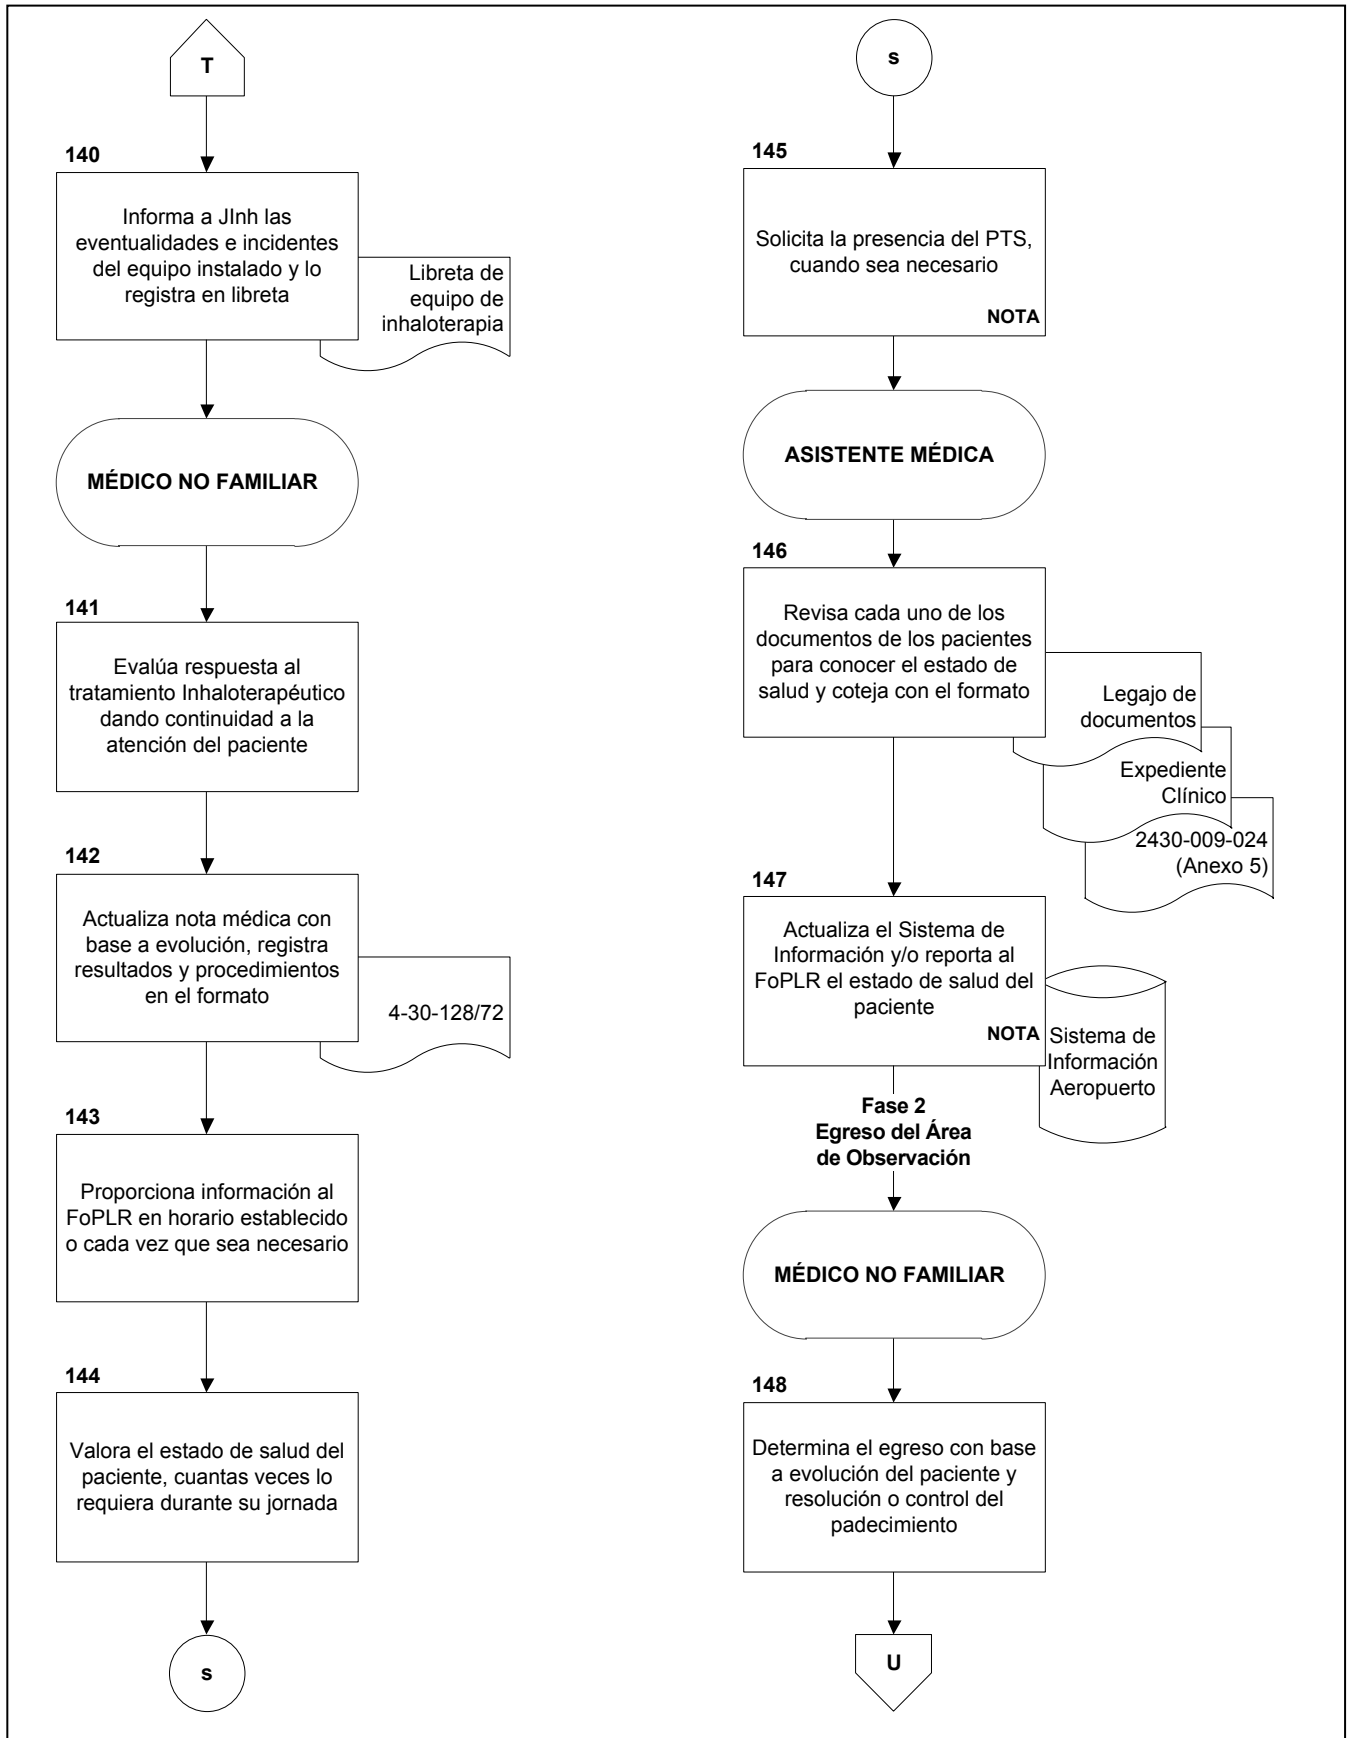 T
140
Informa a JInh las
eventualidades e incidentes
del equipo instalado y lo
registra en libreta
Libreta de
equipo de
inhaloterapia
MÉDICO NO FAMILIAR
141
Evalúa respuesta al
tratamiento Inhaloterapéutico
dando continuidad a la
atención del paciente
142
Actualiza nota médica con
base a evolución, registra
resultados y procedimientos
en el formato
4-30-128/72
143
Proporciona información al
FoPLR en horario establecido
o cada vez que sea necesario
144
Valora el estado de salud del
paciente, cuantas veces lo
requiera durante su jornada
s
s
145
Solicita la presencia del PTS,
cuando sea necesario
NOTA
ASISTENTE MÉDICA
146
Revisa cada uno de los
documentos de los pacientes
para conocer el estado de
salud y coteja con el formato
Legajo de
documentos
Expediente
Clínico
2430-009-024
(Anexo 5)
147
Actualiza el Sistema de
Información y/o reporta al
FoPLR el estado de salud del
paciente
NOTA
Sistema de
Información
Aeropuerto
Fase 2
Egreso del Área
de Observación
MÉDICO NO FAMILIAR
148
Determina el egreso con base
a evolución del paciente y
resolución o control del
padecimiento
U